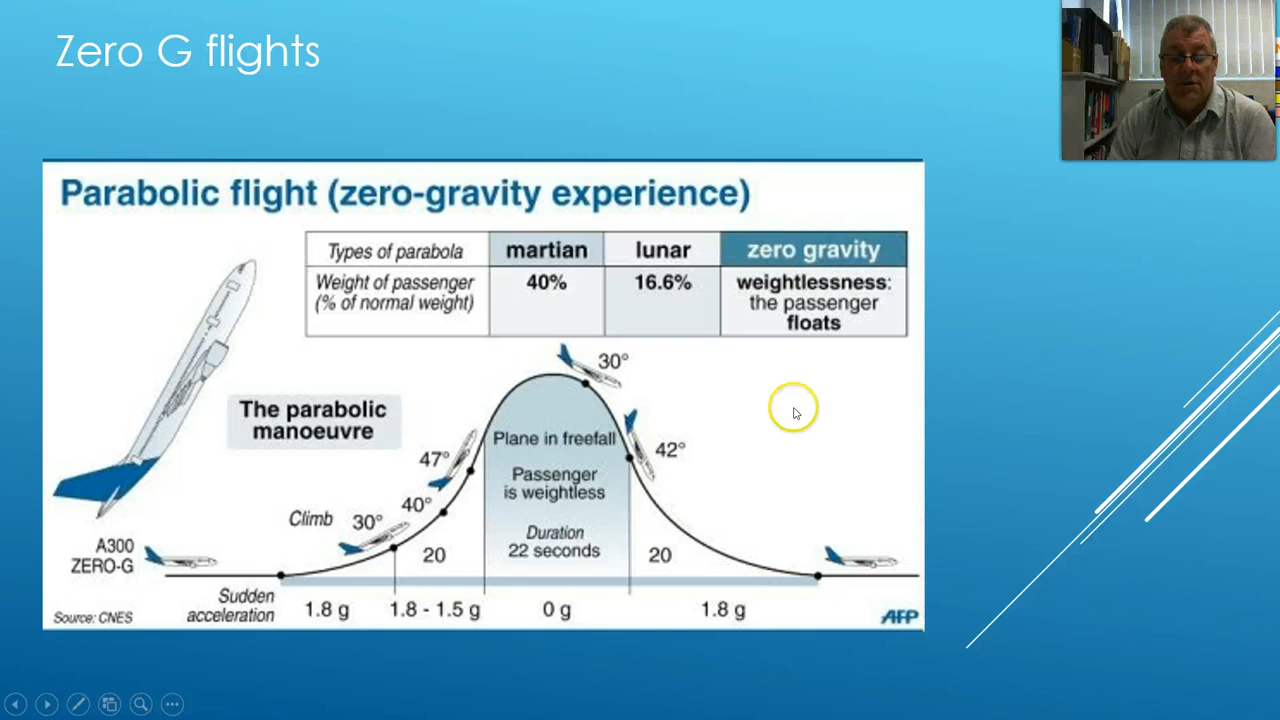 Zero G flights
Parabolic flight (zero-gravity experience)
Types of parabola
martian
lunar
zero gravity
Weight of passenger
(% of normal weight)
40%
16.6%
weightlessness:
the passenger
floats
The parabolic
manoeuvre
30°
47°
42°
Plane in freefall
Passenger
is weightless
40°
Climb
30°
Duration
22 seconds
A300
ZERO-G
20
20
Sudden
acceleration
1.8 g
1.8 - 1.5 g
0 g
1.8 g
Source: CNES
AFP